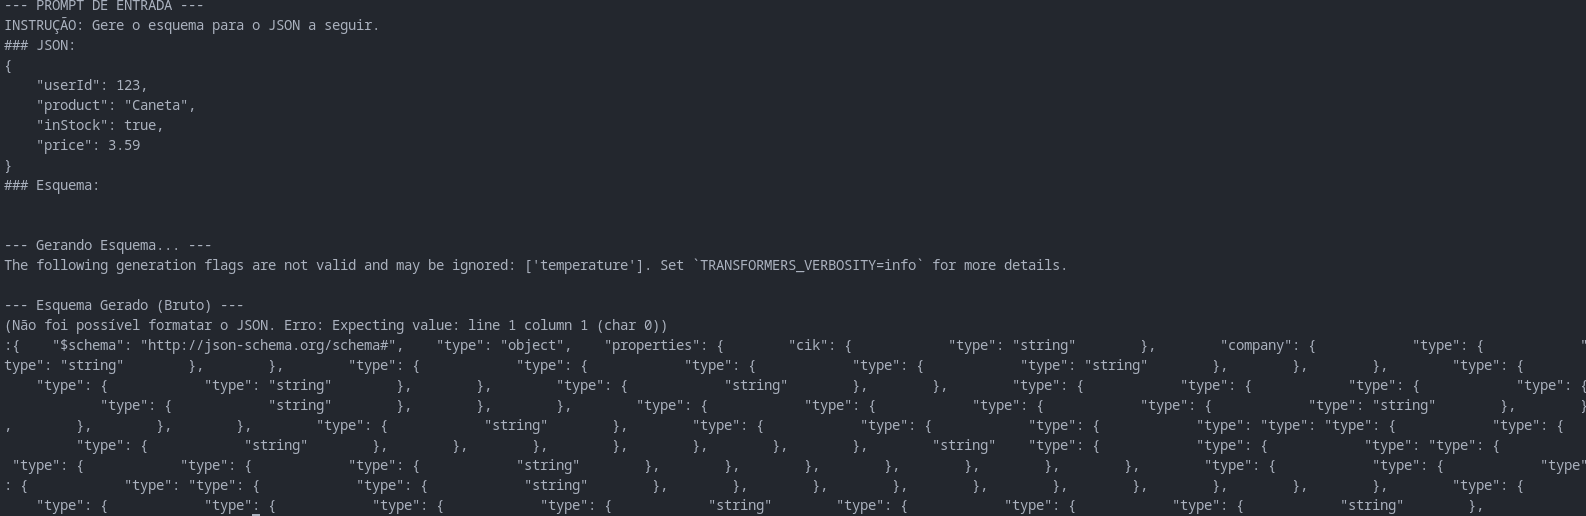 --- PROMPT DE ENTRADA ---
INSTRUÇÃO: Gere o esquema para o JSON a seguir.
### JSON:
{
    "userId": 123,
    "product": "Caneta",
    "inStock": true,
    "price": 3.59
}
### Esquema:
--- Gerando Esquema... ---
The following generation flags are not valid and may be ignored: ['temperature']. Set `TRANSFORMERS_VERBOSITY=info` for more details.
--- Esquema Gerado (Bruto) ---
(Não foi possível formatar o JSON. Erro: Expecting value: line 1 column 1 (char 0))
:{    "$schema": "http://json-schema.org/schema#",    "type": "object",    "properties": {        "cik": {            "type": "string"        },        "company": {            "type": {            "
type": "string"        },        },        "type": {            "type": {            "type": {            "type": {            "type": "string"        },        },        },        "type": {
    "type": {            "type": "string"        },        },        "type": {            "string"        },        },        "type": {            "type": {            "type": {            "type": {
            "type": {            "string"        },        },        },        "type": {            "type": {            "type": {            "type": {            "type": "string"        },        }
,        },        },        },        "type": {            "string"        },        "type": {            "type": {            "type": {            "type": "type": "type": {            "type": {
         "type": {            "string"        },        },        },        },        },        },        },        "string"    "type": {            "type": {            "type": "type": {
 "type": {            "type": {            "type": {            "string"        },        },        },        },        },        },        },        "type": {            "type": {            "type"
: {            "type": "type": {            "type": {            "string"        },        },        },        },        },        },        },        },        },        },        "type": {
    "type": {            "type": {            "type": {            "type": {            "string"        "type": {            "type": {            "type": {            "string"        },